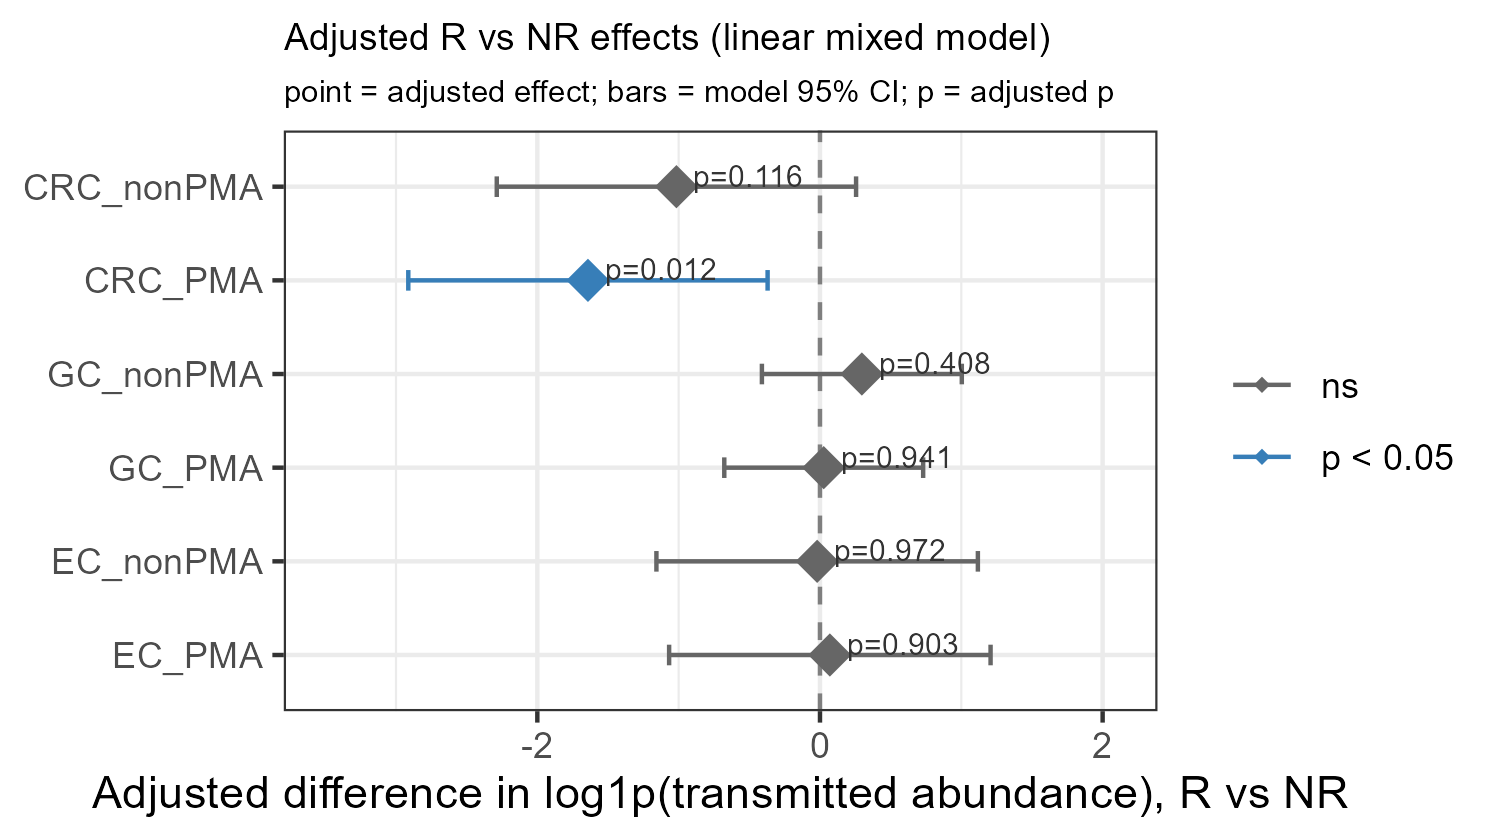 Adjusted R vs NR effects (linear mixed model)
point = adjusted effect; bars = model 95% CI; p = adjusted p
CRC_nonPMA
p=0.116
CRC_PMA
p=0.012
GC_nonPMA
p=0.408
GC_PMA
p=0.941
EC_nonPMA
p=0.972
EC_PMA
p=0.903
ns
p < 0.05
-2 0 2
Adjusted difference in log1p(transmitted abundance), R vs NR